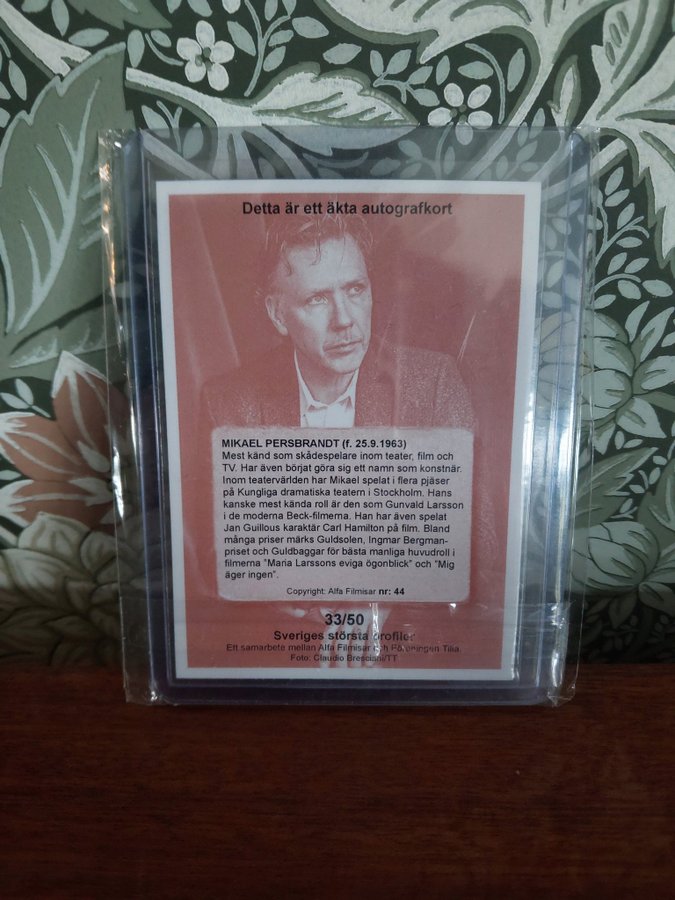 Detta är ett äkta autografkort
MIKAEL PERSBRANDT (f. 25.9.1963)
Mest känd som skådespelare inom teater, film och
TV. Har även börjat göra sig ett namn som konstnär.
Inom teatervärlden har Mikael spelat i flera pjäser
på Kungliga dramatiska teatern i Stockholm. Hans
kanske mest kända roll är den som Gunvald Larsson
i de moderna Beck-filmerna. Han har även spelat
Jan Guillous karaktär Carl Hamilton på film. Bland
många priser märks Guldsolen, Ingmar Bergman-
priset och Guldbaggar för bästa manliga huvudroll i
filmerna "Maria Larssons eviga ögonblick" och "Mig
äger ingen".
Copyright: Alfa Filmisar nr: 44
33/50
Sveriges största profiler
Ett samarbete mellan Alfa Filmisar och Föreningen Tilia.
Foto: Claudio Bresciani/TT